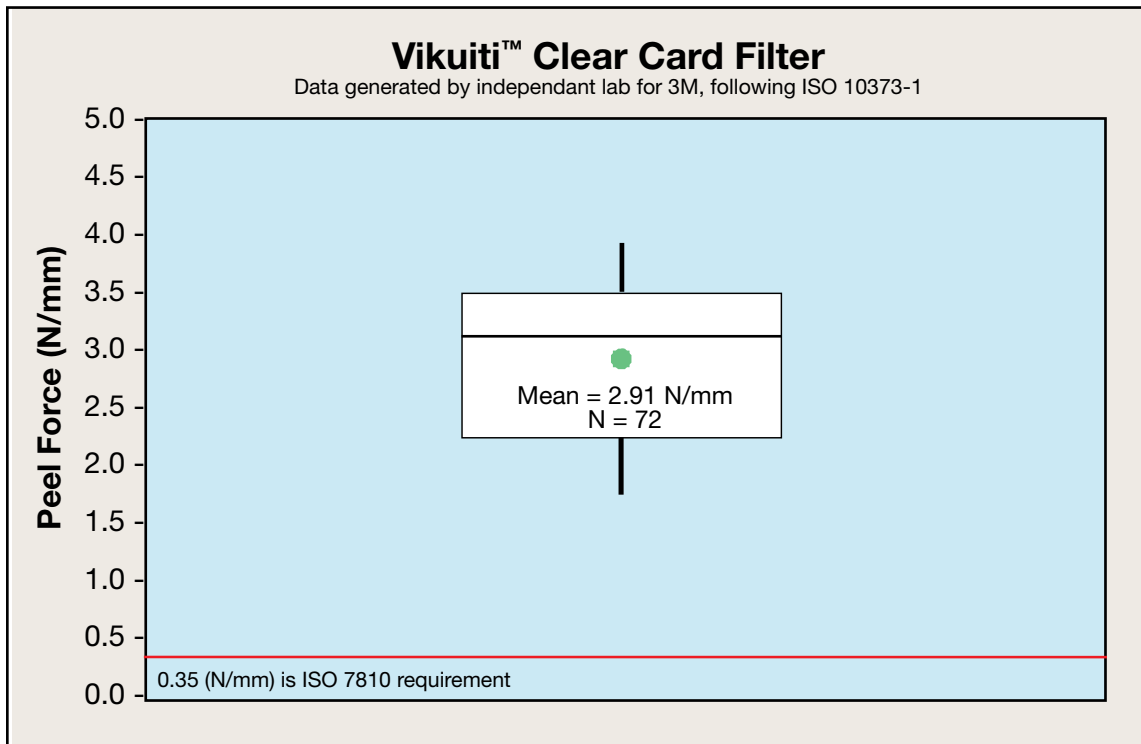 Vikuiti™ Clear Card Filter
Data generated by independant lab for 3M, following ISO 10373-1
Peel Force (N/mm)
5.0
4.5
4.0
3.5
3.0
2.5
2.0
1.5
1.0
0.5
0.0
Mean = 2.91 N/mm
N = 72
0.35 (N/mm) is ISO 7810 requirement